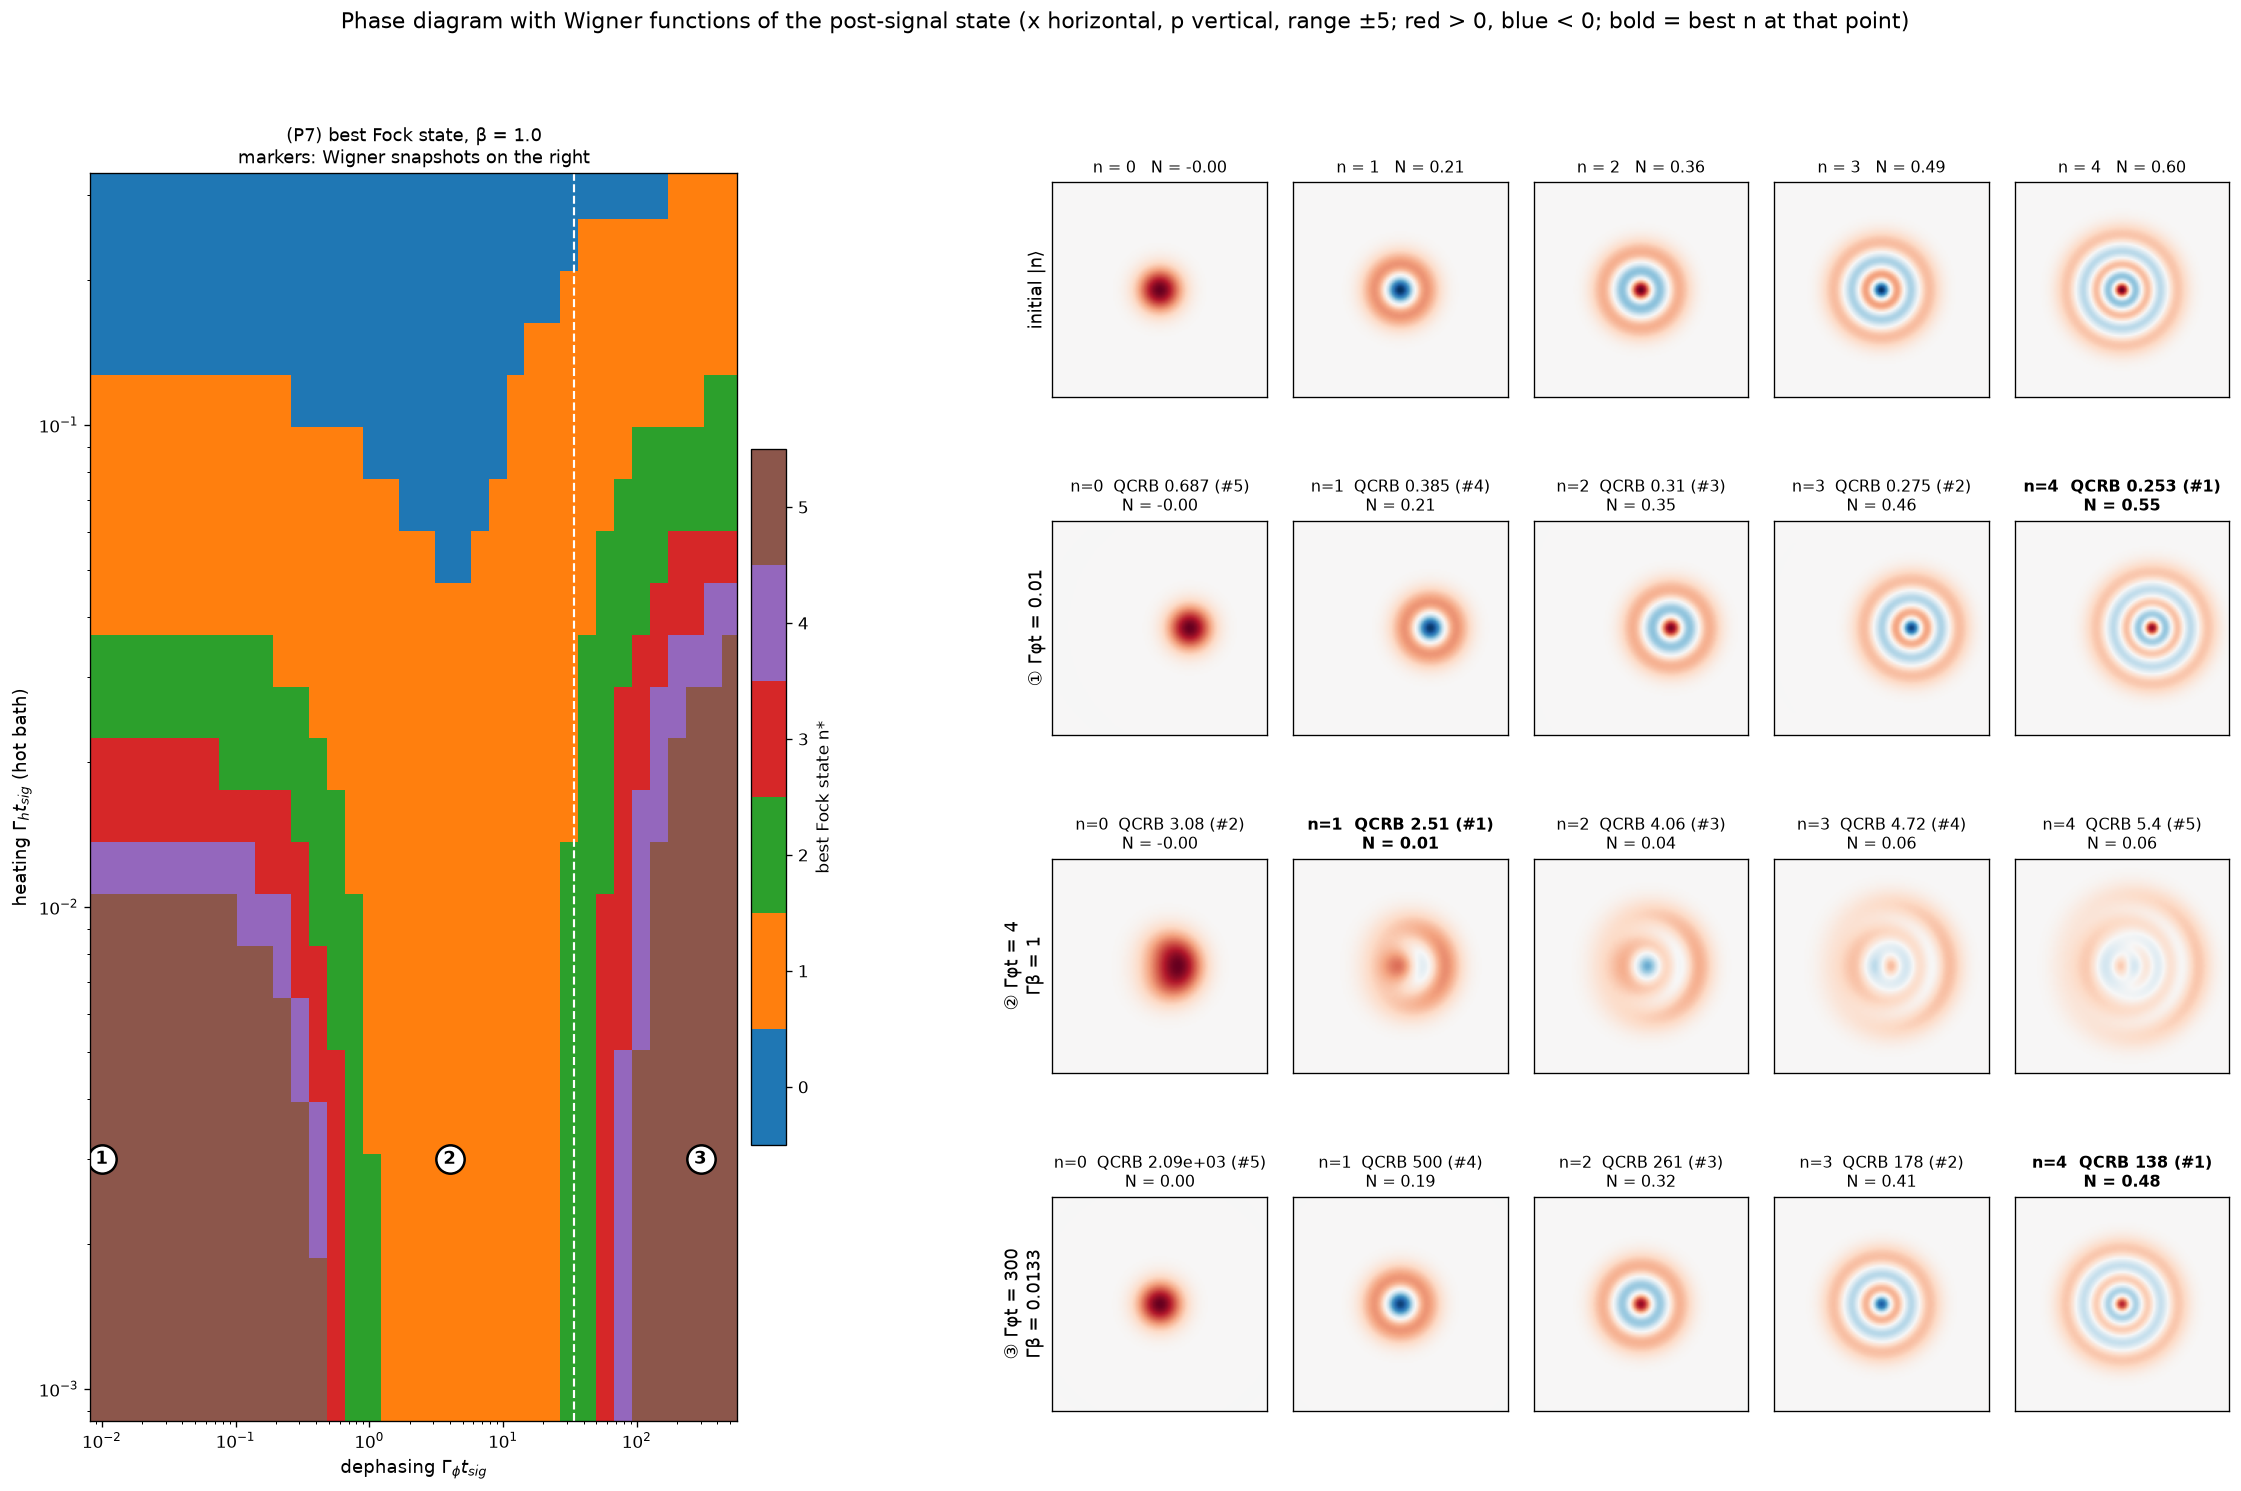 Phase diagram with Wigner functions of the post-signal state (x horizontal, p vertical, range ±5; red > 0, blue < 0; bold = best n at that point)
(P7) best Fock state, β = 1.0
markers: Wigner snapshots on the right
heating Γₕt_sig (hot bath)
10⁻¹
10⁻²
10⁻³
1
2
3
10⁻²
10⁻¹
10⁰
10¹
10²
dephasing Γ_ϕt_sig
5
4
3
2
1
0
best Fock state n*
n = 0 N = -0.00
n = 1 N = 0.21
n = 2 N = 0.36
n = 3 N = 0.49
n = 4 N = 0.60
initial |n⟩
n=0 QCRB 0.687 (#5)
N = -0.00
n=1 QCRB 0.385 (#4)
N = 0.21
n=2 QCRB 0.31 (#3)
N = 0.35
n=3 QCRB 0.275 (#2)
N = 0.46
n=4 QCRB 0.253 (#1)
N = 0.55
① Γφt = 0.01
n=0 QCRB 3.08 (#2)
N = -0.00
n=1 QCRB 2.51 (#1)
N = 0.01
n=2 QCRB 4.06 (#3)
N = 0.04
n=3 QCRB 4.72 (#4)
N = 0.06
n=4 QCRB 5.4 (#5)
N = 0.06
② Γφt = 4
Γβ = 1
n=0 QCRB 2.09e+03 (#5)
N = 0.00
n=1 QCRB 500 (#4)
N = 0.19
n=2 QCRB 261 (#3)
N = 0.32
n=3 QCRB 178 (#2)
N = 0.41
n=4 QCRB 138 (#1)
N = 0.48
③ Γφt = 300
Γβ = 0.0133